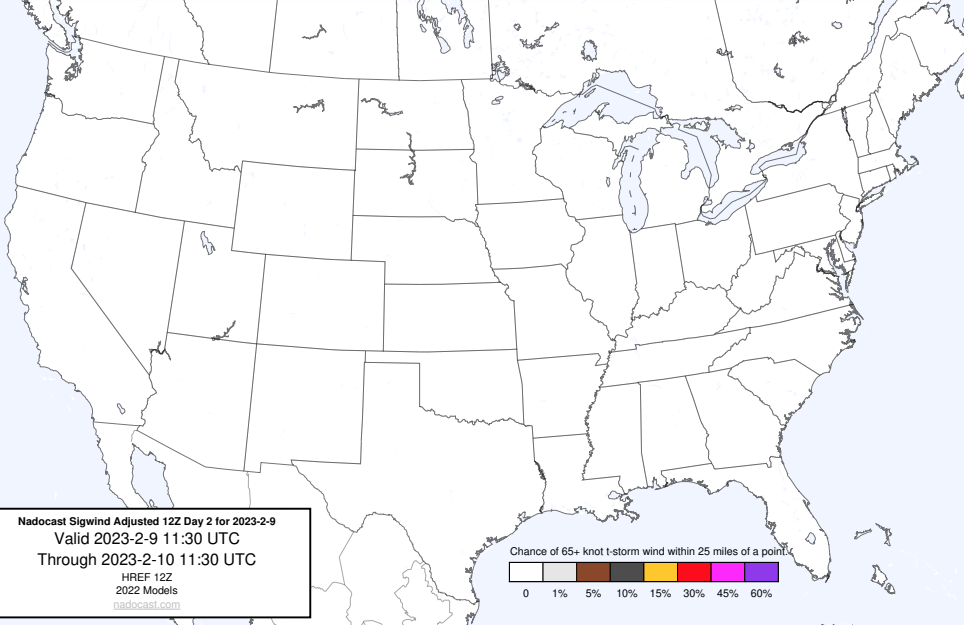 Nadocast Sigwind Adjusted 12Z Day 2 for 2023-2-9
Valid 2023-2-9 11:30 UTC
Through 2023-2-10 11:30 UTC
HREF 12Z
2022 Models
nadocast.com
Chance of 65+ knot t-storm wind within 25 miles of a point.
0 1% 5% 10% 15% 30% 45% 60%